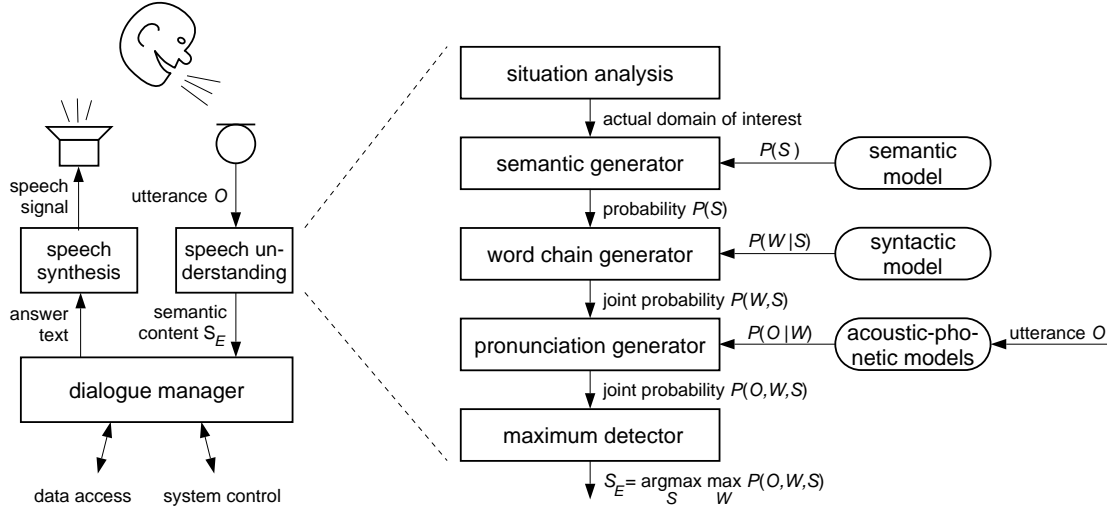 speech
signal
utterance O
speech
synthesis
speech un-
derstanding
answer
text
semantic
content S_E
dialogue manager
data access
system control
situation analysis
actual domain of interest
semantic generator
P(S)
semantic
model
probability P(S)
word chain generator
P(W|S)
syntactic
model
joint probability P(W,S)
pronunciation generator
P(O|W)
acoustic-pho-
netic models
utterance O
joint probability P(O,W,S)
maximum detector
S_E = argmax max P(O,W,S)
S W